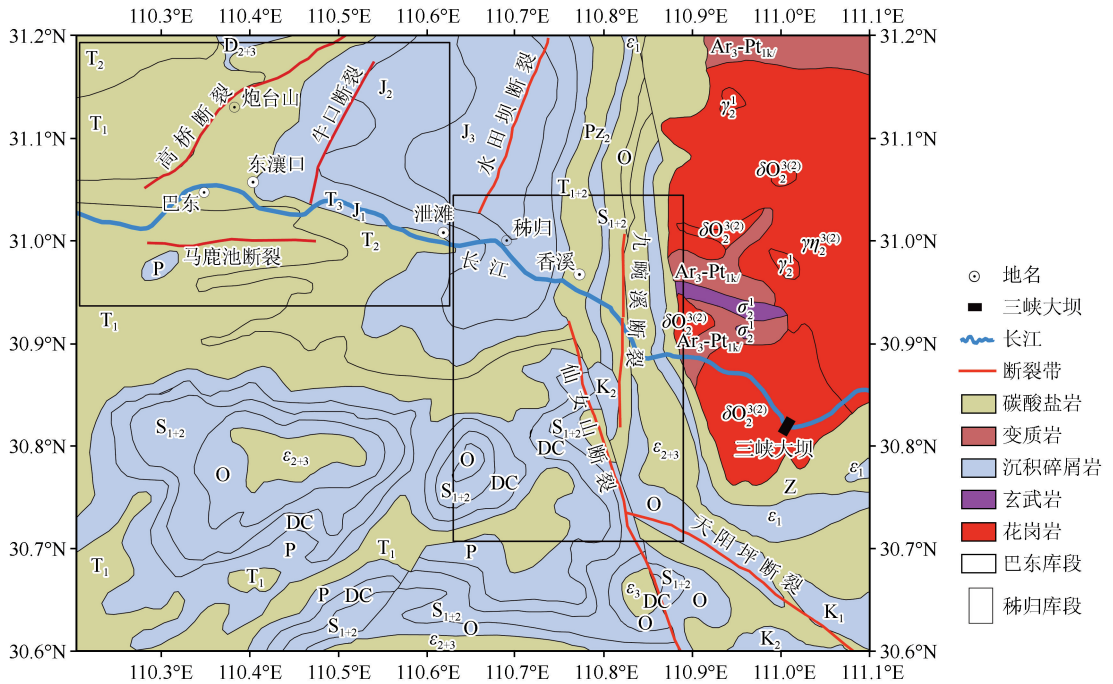 110.3°E 110.4°E 110.5°E 110.6°E 110.7°E 110.8°E 110.9°E 111.0°E 111.1°E
31.2°N 31.2°N
D₂₊₃ ε₁ Ar₃-Pt₁ₖₗ
T₂
炮台山 J₂ γ₂¹
高桥断裂 牛口断裂 水田坝断裂
31.1°N 31.1°N
T₁ J₃ Pz₂
O
东瀼口 δO₂³⁽²⁾
巴东 T₃ J₁ 泄滩 T₁₊₂
秭归 S₁₊₂ δO₂³⁽²⁾ γη₂³⁽²⁾
31.0°N 31.0°N
马鹿池断裂 T₂ 长江 香溪 九畹溪断裂 γ₂¹
P Ar₃-Pt₁ₖₗ
σ₂¹
T₁ δO₂³⁽²⁾ σ₂¹
30.9°N Ar₃-Pt₁ₖₗ 30.9°N
仙女山断裂 K₂
δO₂³⁽²⁾
S₁₊₂ S₁₊₂ 三峡大坝
30.8°N 30.8°N
ε₂₊₃ DC ε₂₊₃
O O ε₁
S₁₊₂ DC Z
O ε₁
DC 天阳坪断裂
30.7°N 30.7°N
P P
T₁ T₁ T₁
S₁₊₂
P DC ε₃ DC O
S₁₊₂ K₁
S₁₊₂ O O
ε₂₊₃ K₂
30.6°N 30.6°N
110.3°E 110.4°E 110.5°E 110.6°E 110.7°E 110.8°E 110.9°E 111.0°E 111.1°E
地名
三峡大坝
长江
断裂带
碳酸盐岩
变质岩
沉积碎屑岩
玄武岩
花岗岩
巴东库段
秭归库段